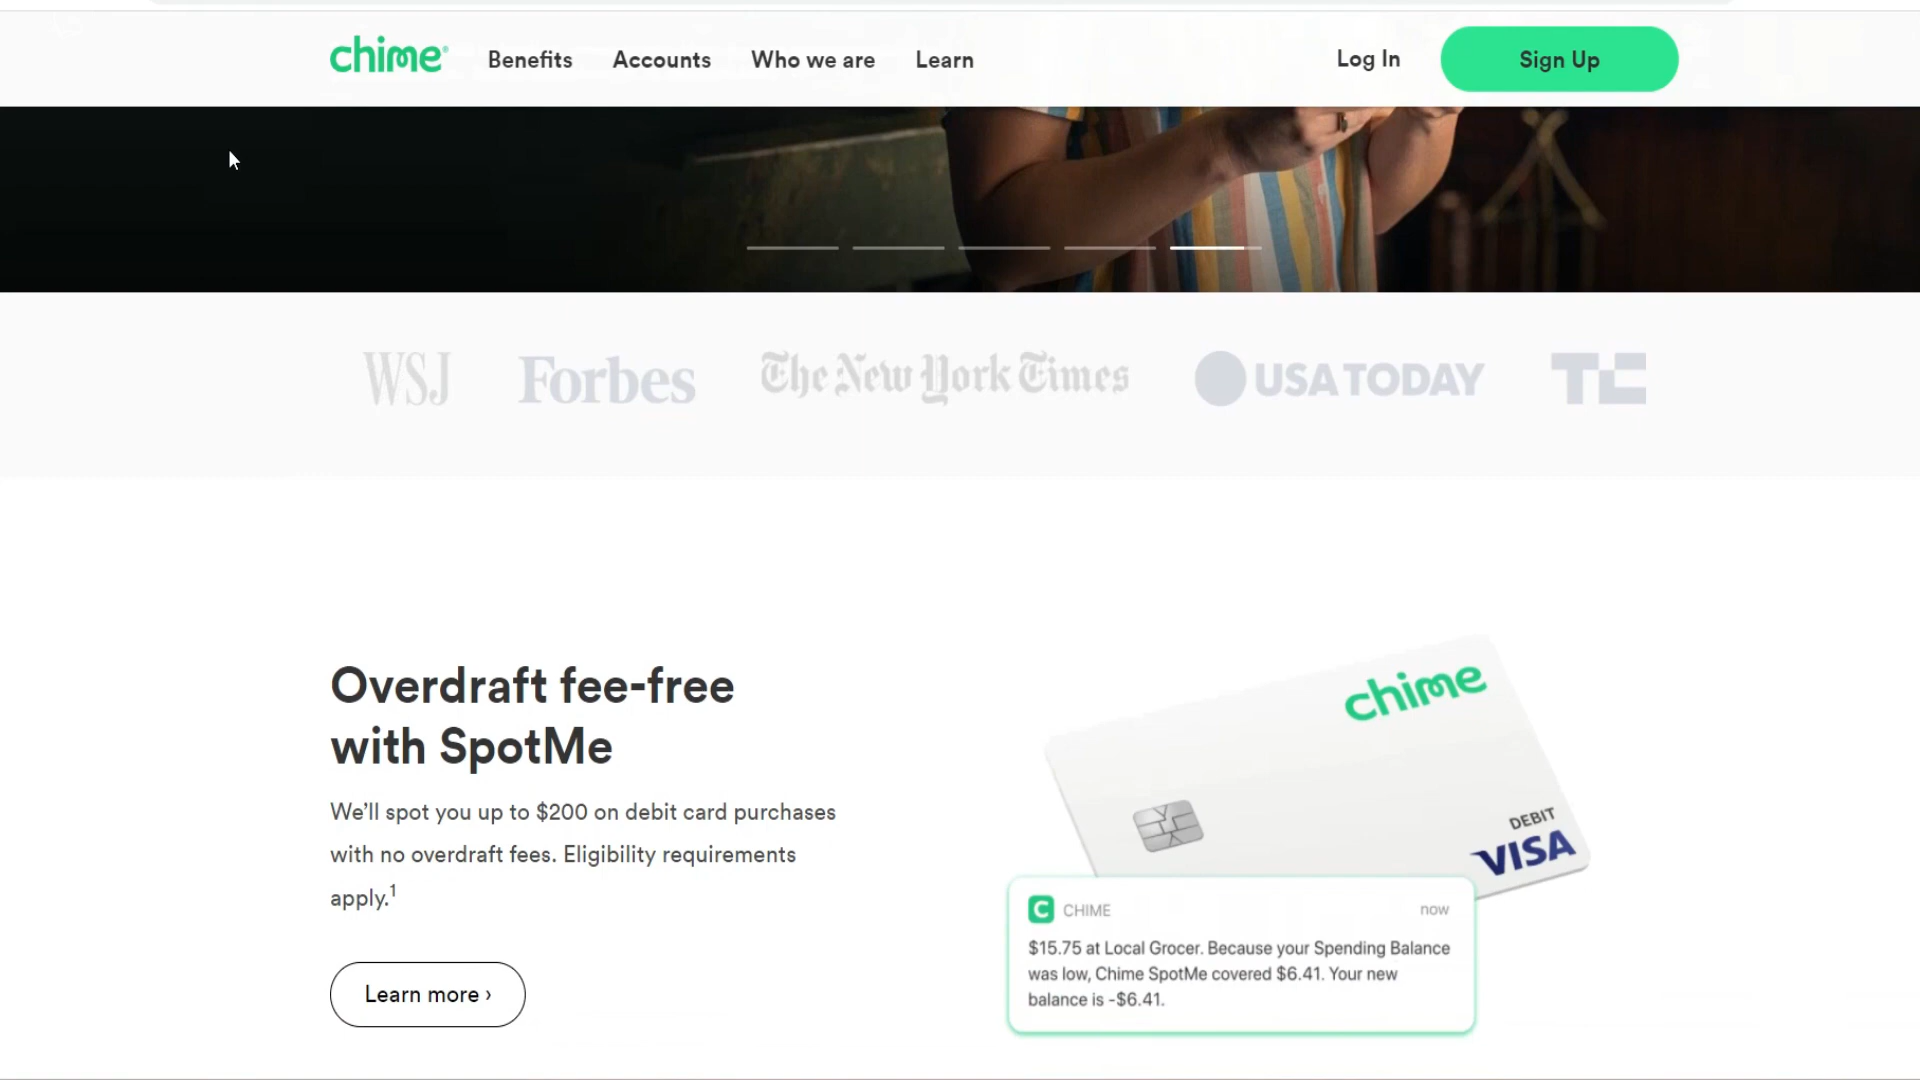 chime® Benefits Accounts Who we are Learn Log In Sign Up
WSJ Forbes The New York Times USA TODAY TC
Overdraft fee-free
with SpotMe
We’ll spot you up to $200 on debit card purchases
with no overdraft fees. Eligibility requirements
apply.1
Learn more ›
chime
DEBIT
VISA
C CHIME now
$15.75 at Local Grocer. Because your Spending Balance
was low, Chime SpotMe covered $6.41. Your new
balance is -$6.41.